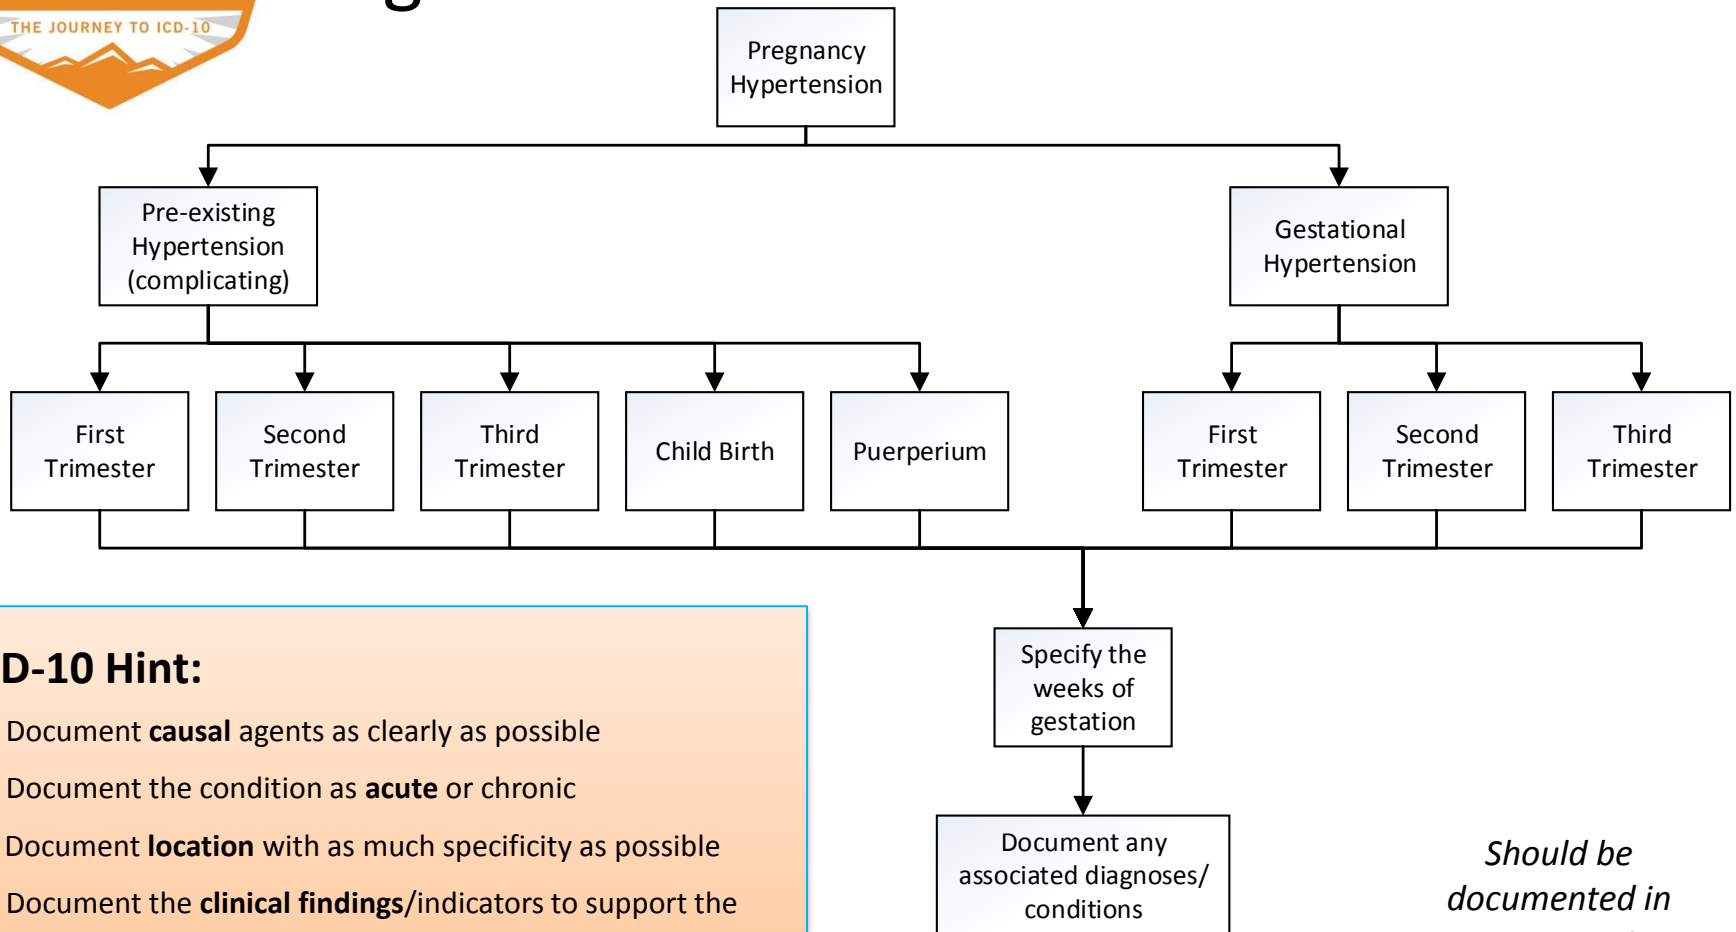 THE JOURNEY TO ICD-10
Pregnancy
Hypertension
Pre-existing
Hypertension
(complicating)
Gestational
Hypertension
First
Trimester
Second
Trimester
Third
Trimester
Child Birth
Puerperium
First
Trimester
Second
Trimester
Third
Trimester
Specify the
weeks of
gestation
D-10 Hint:
Document causal agents as clearly as possible
Document the condition as acute or chronic
Document location with as much specificity as possible
Document the clinical findings/indicators to support the
Document any
associated diagnoses/
conditions
Should be
documented in